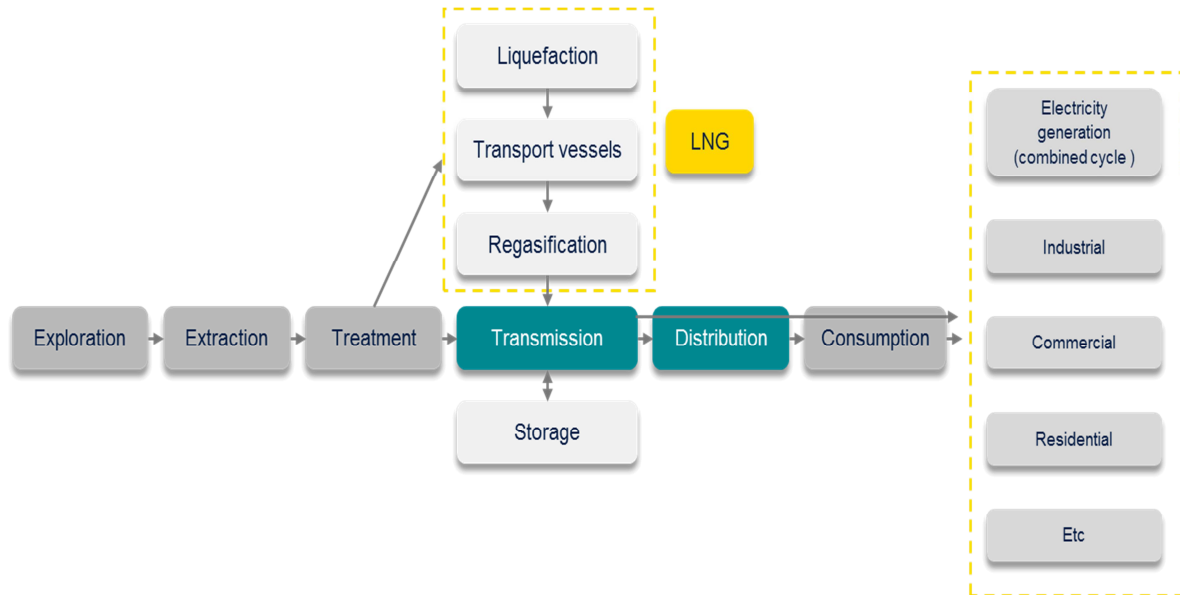 Liquefaction
Transport vessels
LNG
Regasification
Exploration
Extraction
Treatment
Transmission
Distribution
Consumption
Storage
Electricity
generation
(combined cycle )
Industrial
Commercial
Residential
Etc